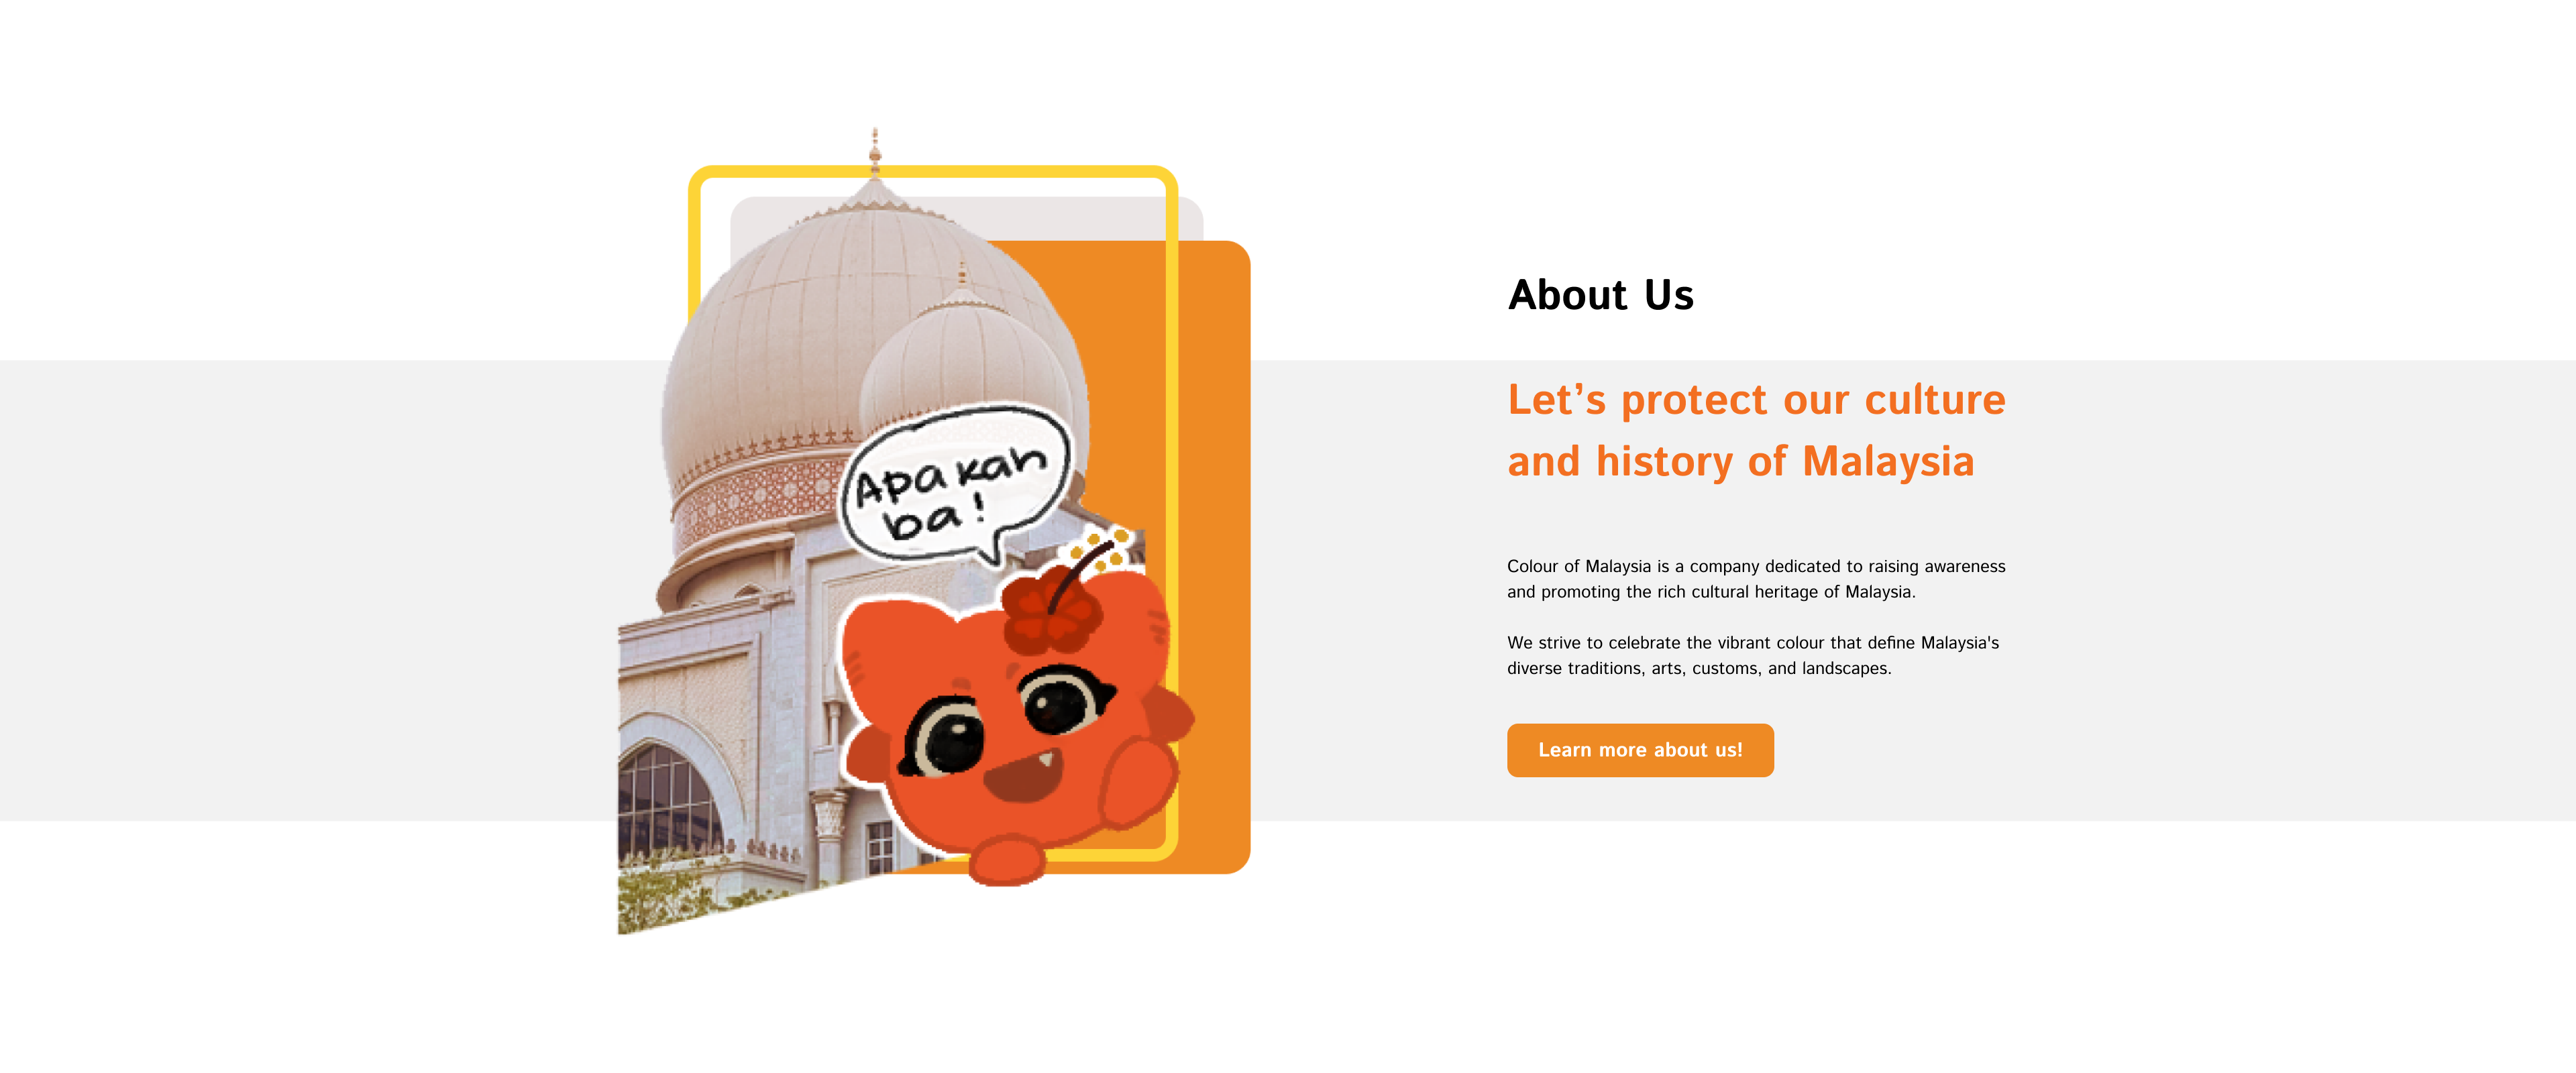 Apakah
ba!
About Us
Let’s protect our culture
and history of Malaysia
Colour of Malaysia is a company dedicated to raising awareness
and promoting the rich cultural heritage of Malaysia.
We strive to celebrate the vibrant colour that define Malaysia's
diverse traditions, arts, customs, and landscapes.
Learn more about us!